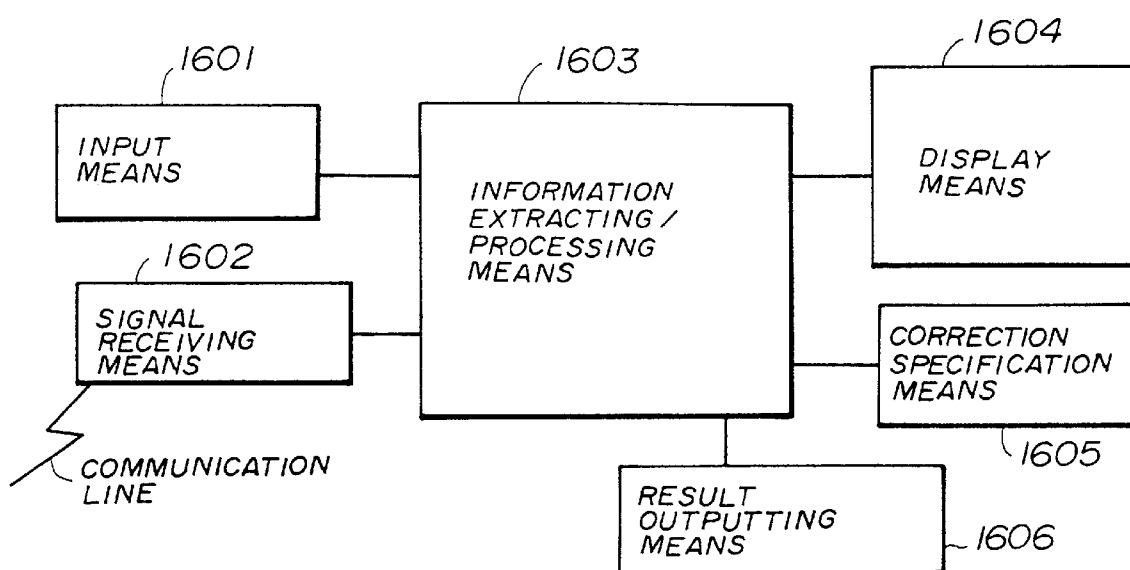 1601
INPUT
MEANS
1602
SIGNAL
RECEIVING
MEANS
COMMUNICATION
LINE
1603
INFORMATION
EXTRACTING /
PROCESSING
MEANS
1604
DISPLAY
MEANS
CORRECTION
SPECIFICATION
MEANS
1605
RESULT
OUTPUTTING
MEANS
1606